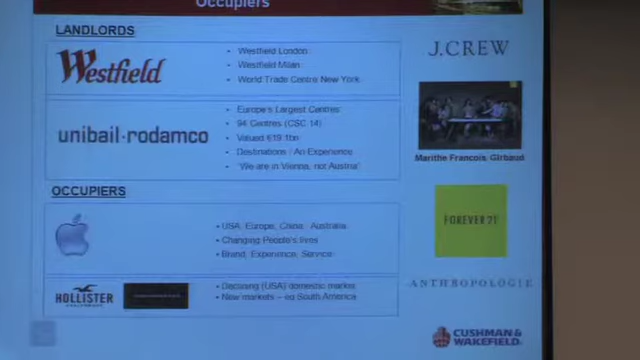 Occupiers
LANDLORDS
Westfield
• Westfield London
• Westfield Milan
• World Trade Centre New York
unibail·rodamco
• Europe's Largest Centres
• 94 Centres (CSC 14)
• Valued €19.1bn
• Destinations / An Experience
• "We are in Vienna, not Austria"
OCCUPIERS
• USA, Europe, China, Australia
• Changing People's lives
• Brand, Experience, Service
HOLLISTER
• Declining (USA) domestic market
• New markets – eg South America
J.CREW
Marithe Francois Girbaud
FOREVER 21
ANTHROPOLOGIE
CUSHMAN &
WAKEFIELD